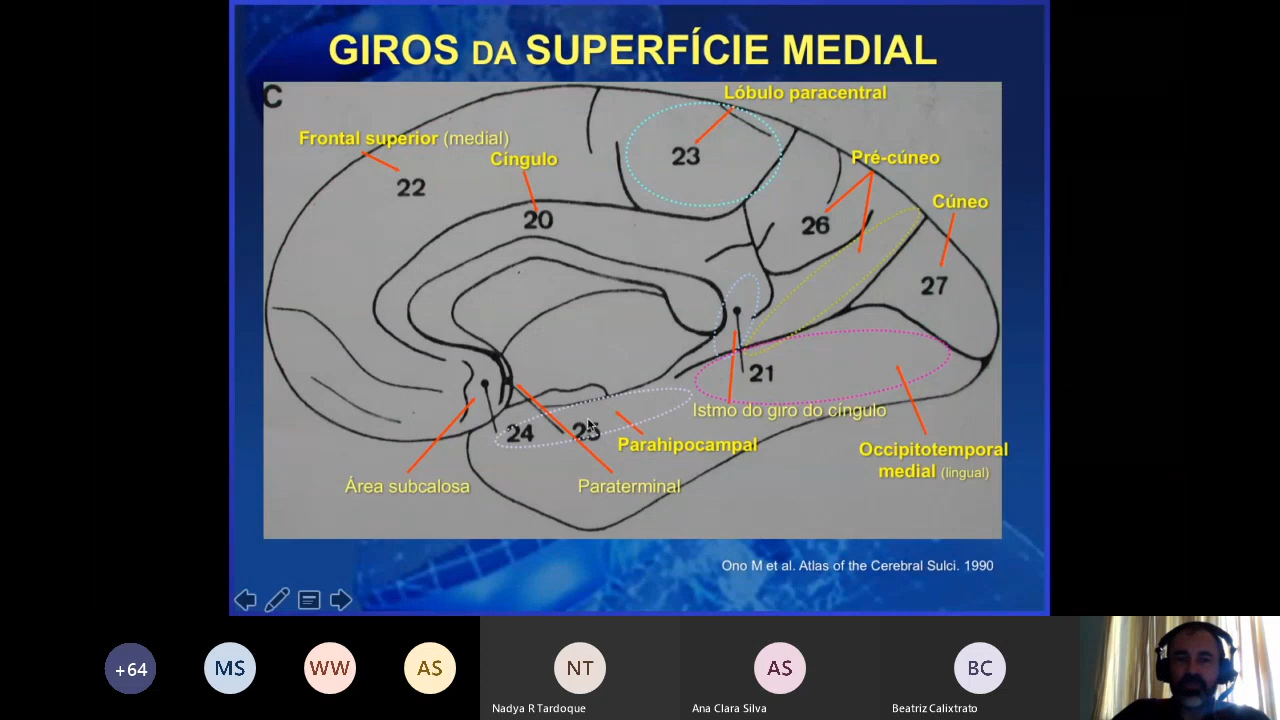 GIROS DA SUPERFÍCIE MEDIAL
C
Lóbulo paracentral
Frontal superior (medial)
Cíngulo
23
Pré-cúneo
22
Cúneo
20
26
27
21
Istmo do giro do cíngulo
24
25
Parahipocampal
Occipitotemporal
medial (lingual)
Área subcalosa
Paraterminal
Ono M et al. Atlas of the Cerebral Sulci. 1990
+64
MS
WW
AS
NT
AS
BC
Nadya R Tardoque
Ana Clara Silva
Beatriz Calixtrato